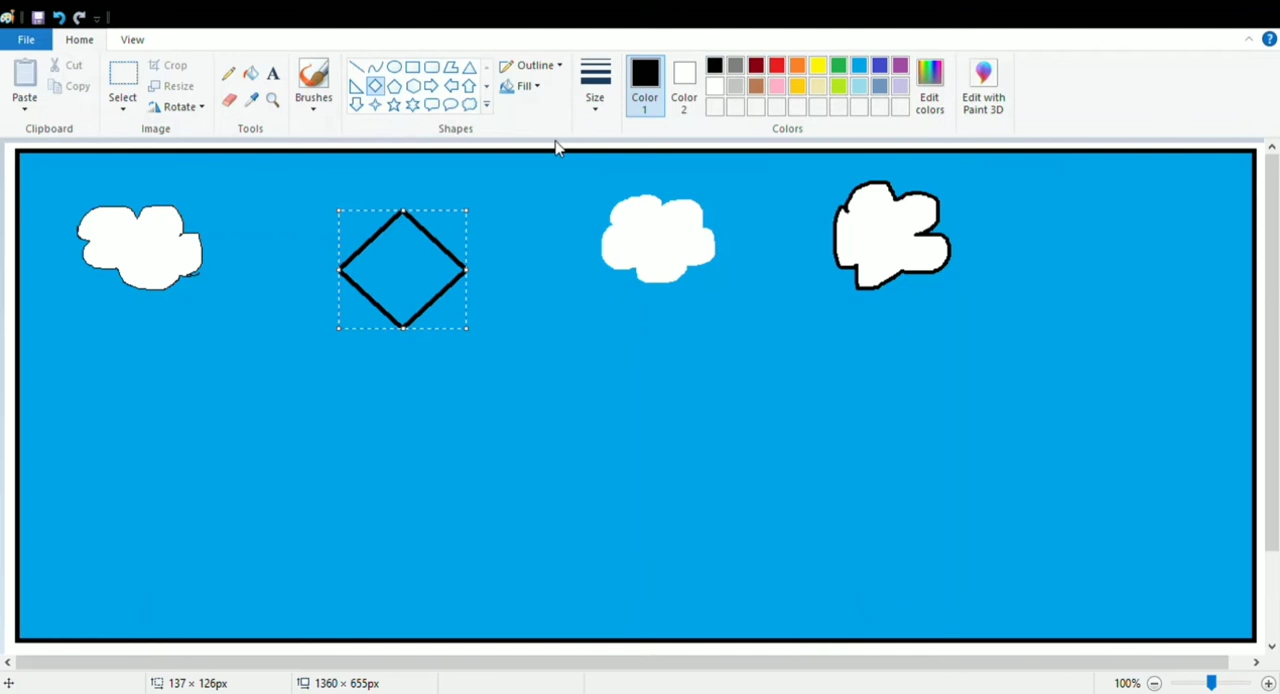 File Home View
Paste
Cut
Copy
Clipboard
Select
Crop
Resize
Rotate
Image
A
Tools
Brushes
Outline
Fill
Shapes
Size
Color 1
Color 2
Edit colors
Colors
Edit with Paint 3D
?
137 × 126px 1360 × 655px 100%